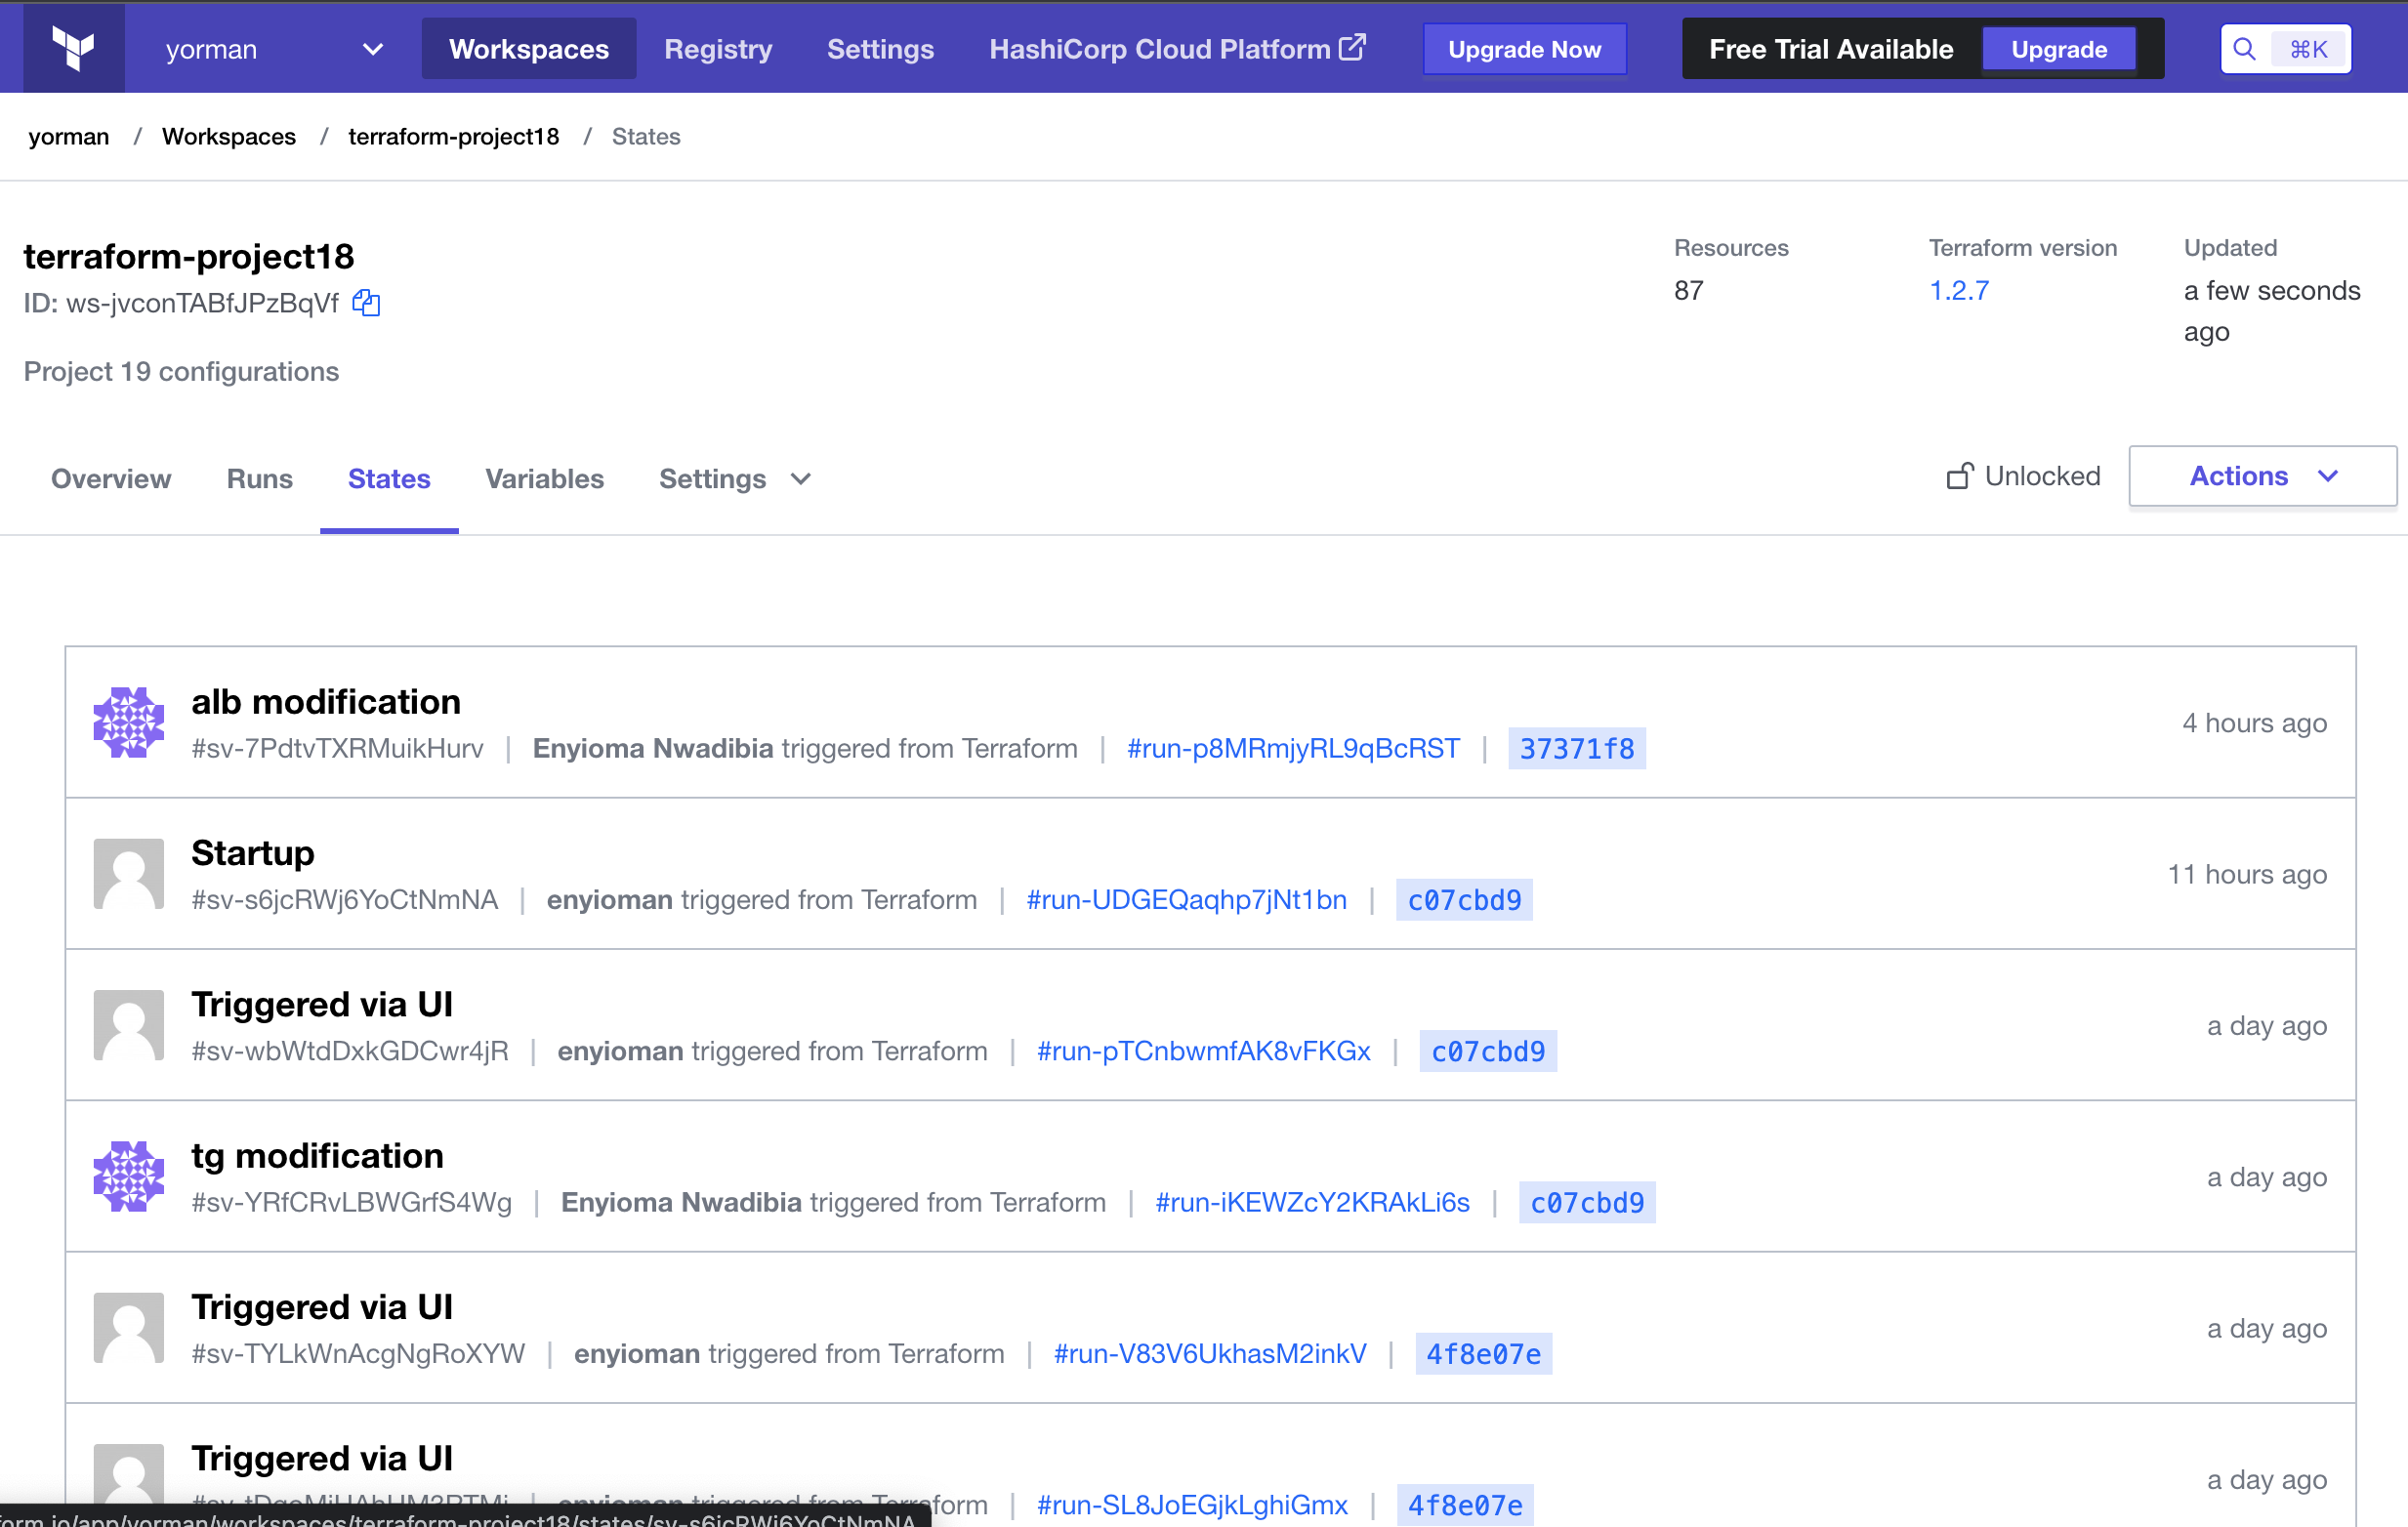 yorman Workspaces Registry Settings HashiCorp Cloud Platform Upgrade Now Free Trial Available Upgrade ⌘K
yorman / Workspaces / terraform-project18 / States
terraform-project18
ID: ws-jvconTABfJPzBqVf
Project 19 configurations
Resources
87
Terraform version
1.2.7
Updated
a few seconds
ago
Overview Runs States Variables Settings Unlocked Actions
alb modification
#sv-7PdtvTXRMuikHurv | Enyioma Nwadibia triggered from Terraform | #run-p8MRmjyRL9qBcRST | 37371f8
4 hours ago
Startup
#sv-s6jcRWj6YoCtNmNA | enyioman triggered from Terraform | #run-UDGEQaqhp7jNt1bn | c07cbd9
11 hours ago
Triggered via UI
#sv-wbWtdDxkGDCwr4jR | enyioman triggered from Terraform | #run-pTCnbwmfAK8vFKGx | c07cbd9
a day ago
tg modification
#sv-YRfCRvLBWGrfS4Wg | Enyioma Nwadibia triggered from Terraform | #run-iKEWZcY2KRAkLi6s | c07cbd9
a day ago
Triggered via UI
#sv-TYLkWnAcgNgRoXYW | enyioman triggered from Terraform | #run-V83V6UkhasM2inkV | 4f8e07e
a day ago
Triggered via UI
enyioman triggered from Terraform | #run-SL8JoEGjkLghiGmx | 4f8e07e
a day ago
form.io/app/yorman/workspaces/terraform-project18/states/sv-s6jcRWj6YoCtNmNA